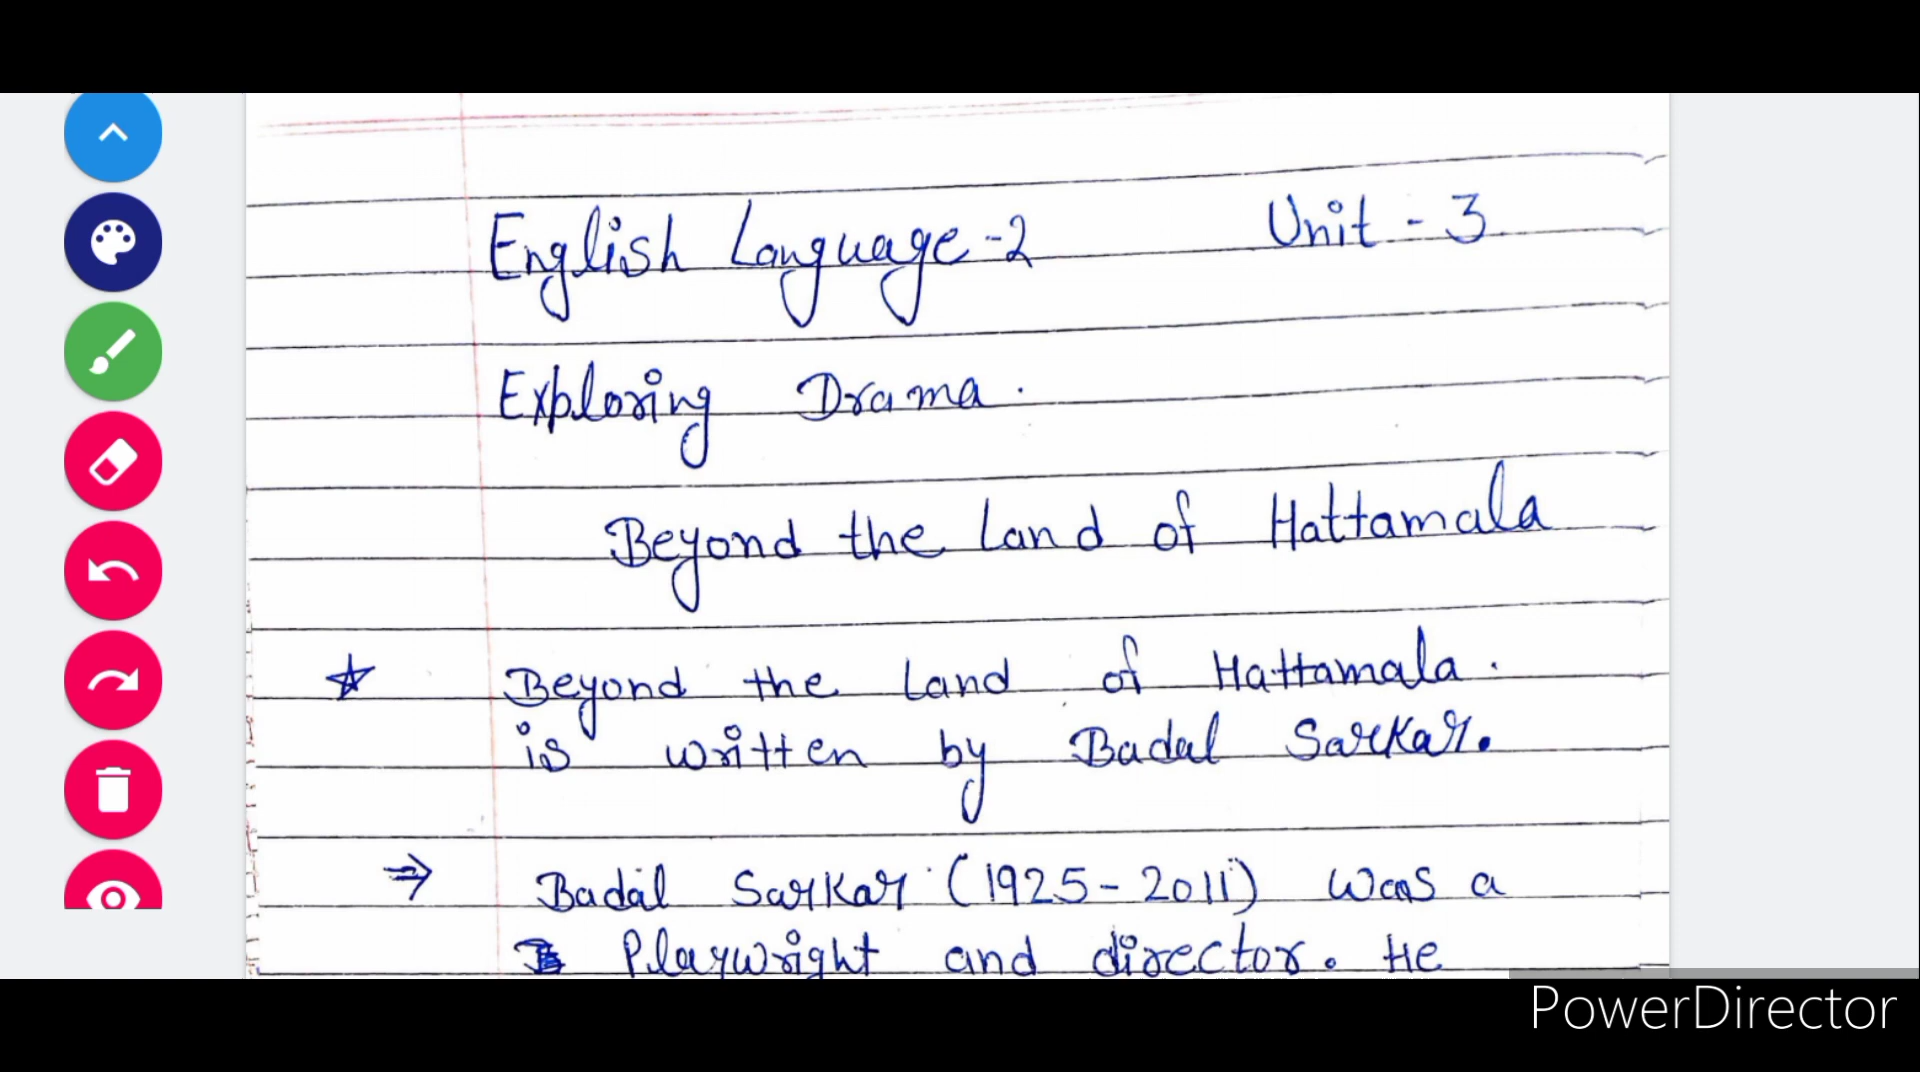 English Language-2 Unit - 3
Exploring Drama.
Beyond the Land of Hattamala
Beyond the Land of Hattamala.
is written by Badal Sarkar.
⇒ Badal Sarkar (1925-2011) was a
Playwright and director. He
PowerDirector